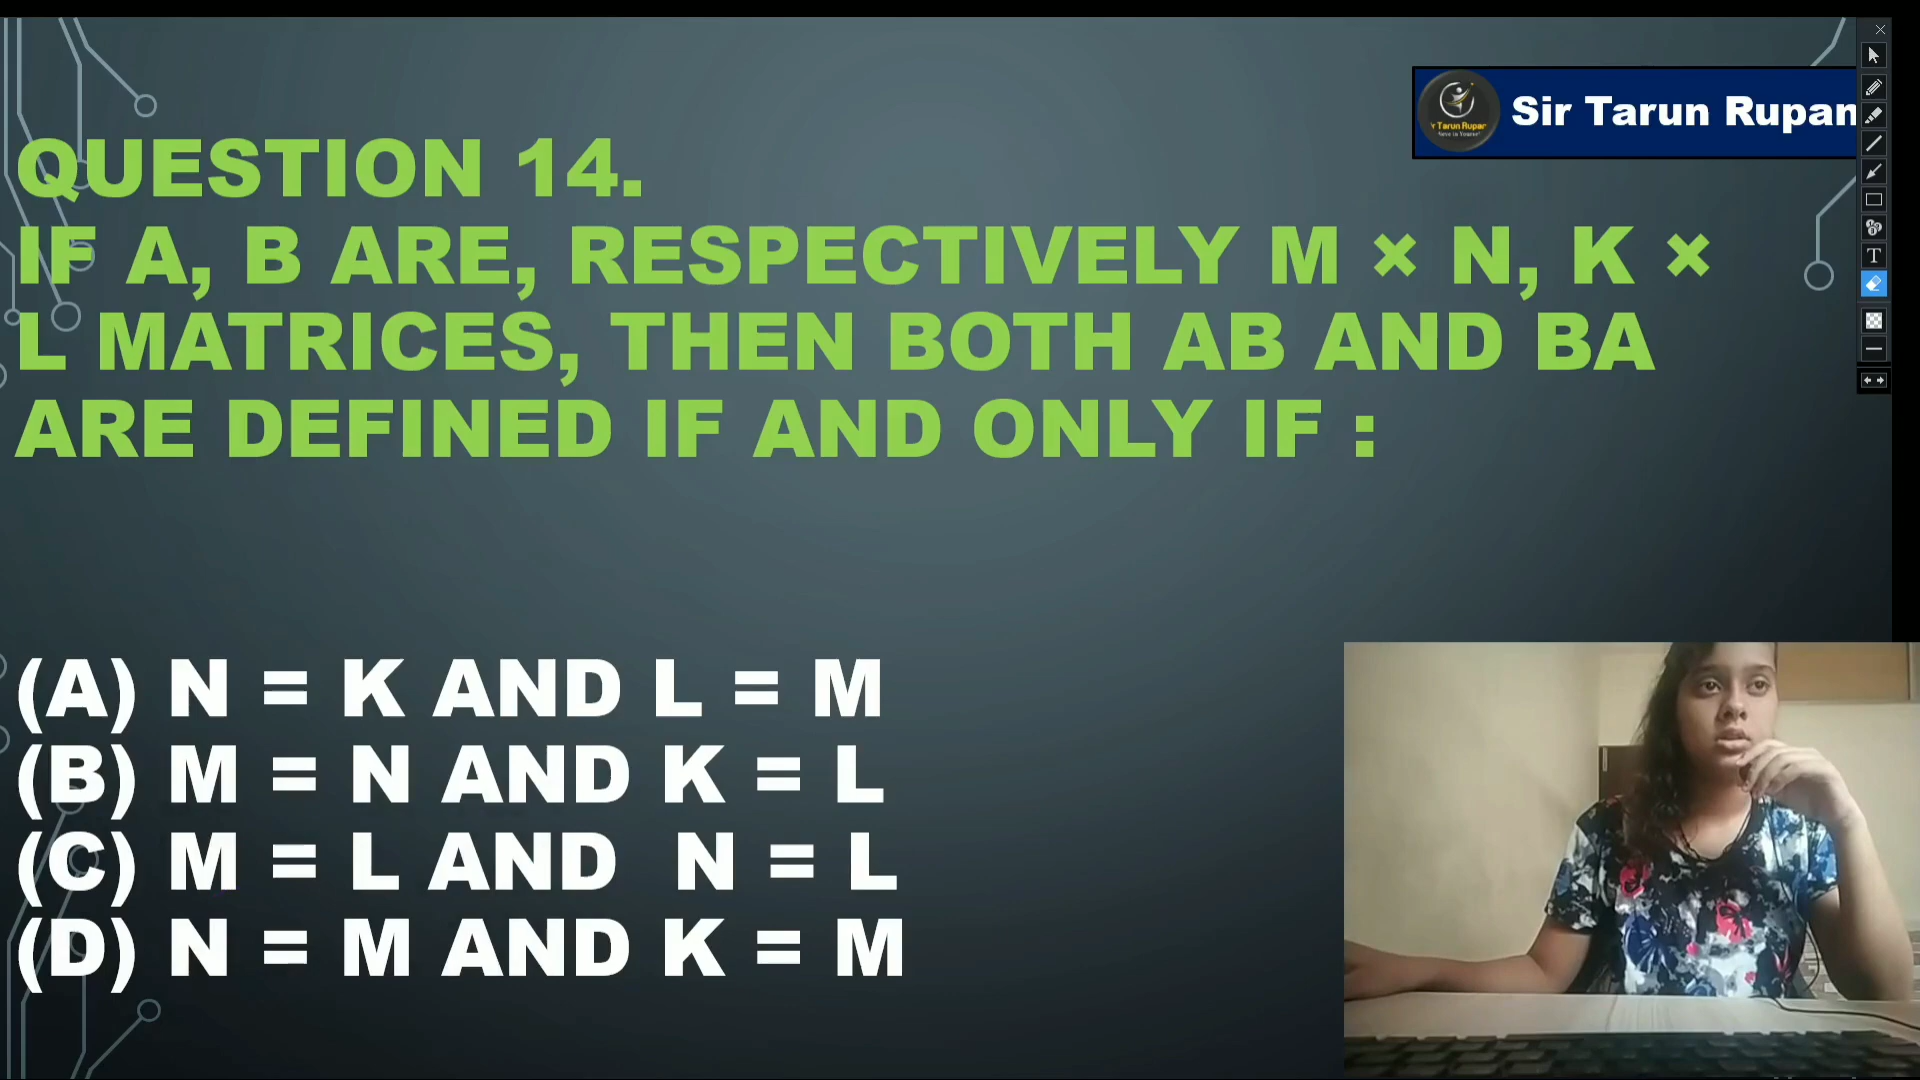 Sir Tarun Rupan
QUESTION 14.
IF A, B ARE, RESPECTIVELY M × N, K ×
L MATRICES, THEN BOTH AB AND BA
ARE DEFINED IF AND ONLY IF :
(A) N = K AND L = M
(B) M = N AND K = L
(C) M = L AND N = L
(D) N = M AND K = M